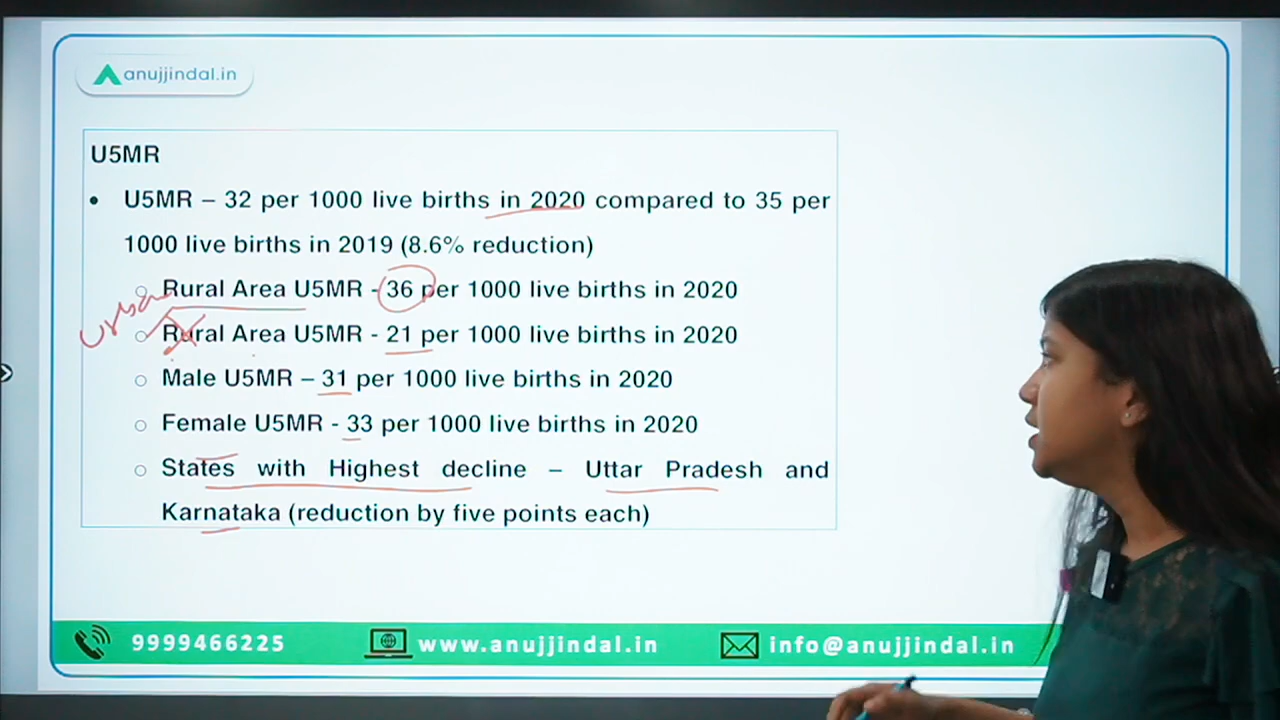 anujjindal.in
U5MR
• U5MR – 32 per 1000 live births in 2020 compared to 35 per
1000 live births in 2019 (8.6% reduction)
○ Rural Area U5MR - 36 per 1000 live births in 2020
Urban
○ Rural Area U5MR - 21 per 1000 live births in 2020
○ Male U5MR – 31 per 1000 live births in 2020
○ Female U5MR - 33 per 1000 live births in 2020
○ States with Highest decline – Uttar Pradesh and
Karnataka (reduction by five points each)
9999466225 www.anujjindal.in info@anujjindal.in